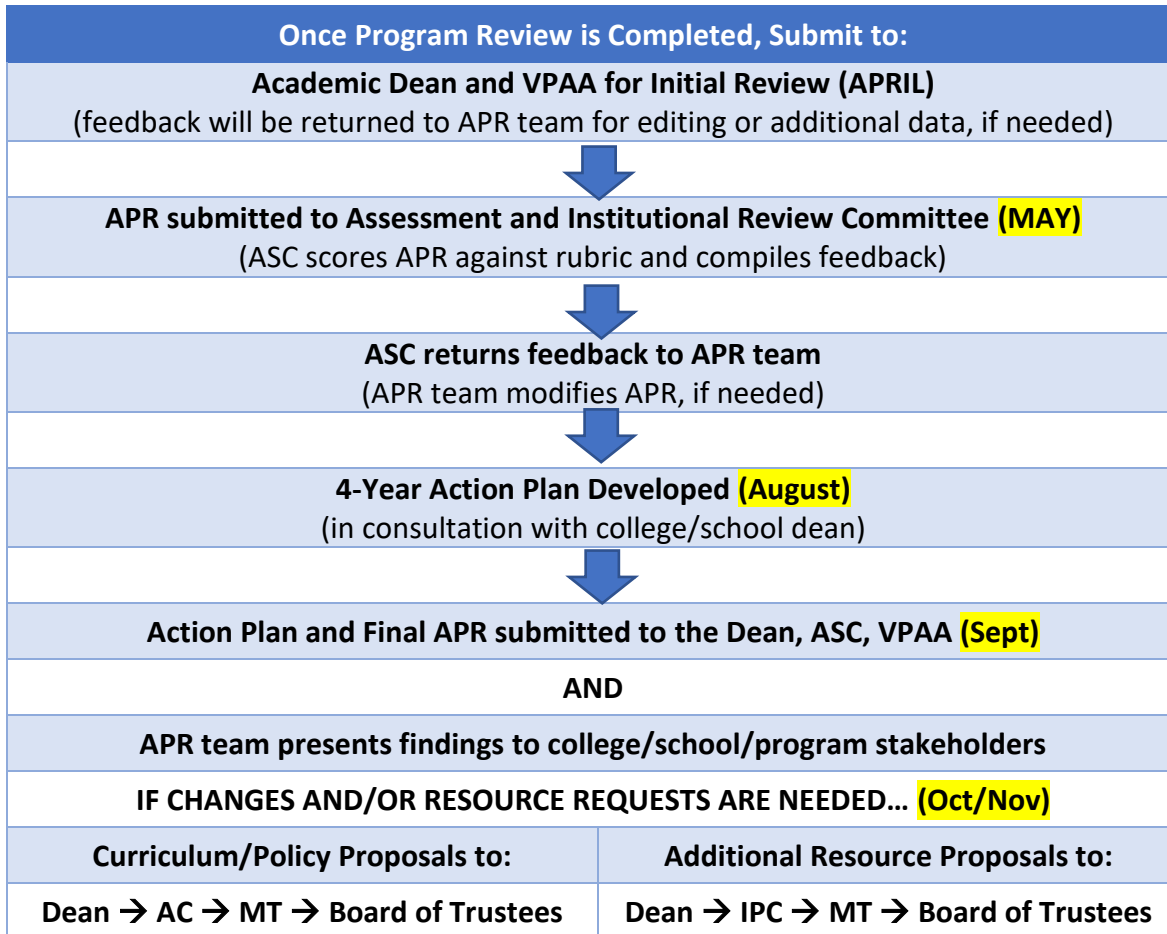 Once Program Review is Completed, Submit to:
Academic Dean and VPAA for Initial Review (APRIL)
(feedback will be returned to APR team for editing or additional data, if needed)
APR submitted to Assessment and Institutional Review Committee (MAY)
(ASC scores APR against rubric and compiles feedback)
ASC returns feedback to APR team
(APR team modifies APR, if needed)
4-Year Action Plan Developed (August)
(in consultation with college/school dean)
Action Plan and Final APR submitted to the Dean, ASC, VPAA (Sept)
AND
APR team presents findings to college/school/program stakeholders
IF CHANGES AND/OR RESOURCE REQUESTS ARE NEEDED… (Oct/Nov)
Curriculum/Policy Proposals to:
Additional Resource Proposals to:
Dean → AC → MT → Board of Trustees
Dean → IPC → MT → Board of Trustees